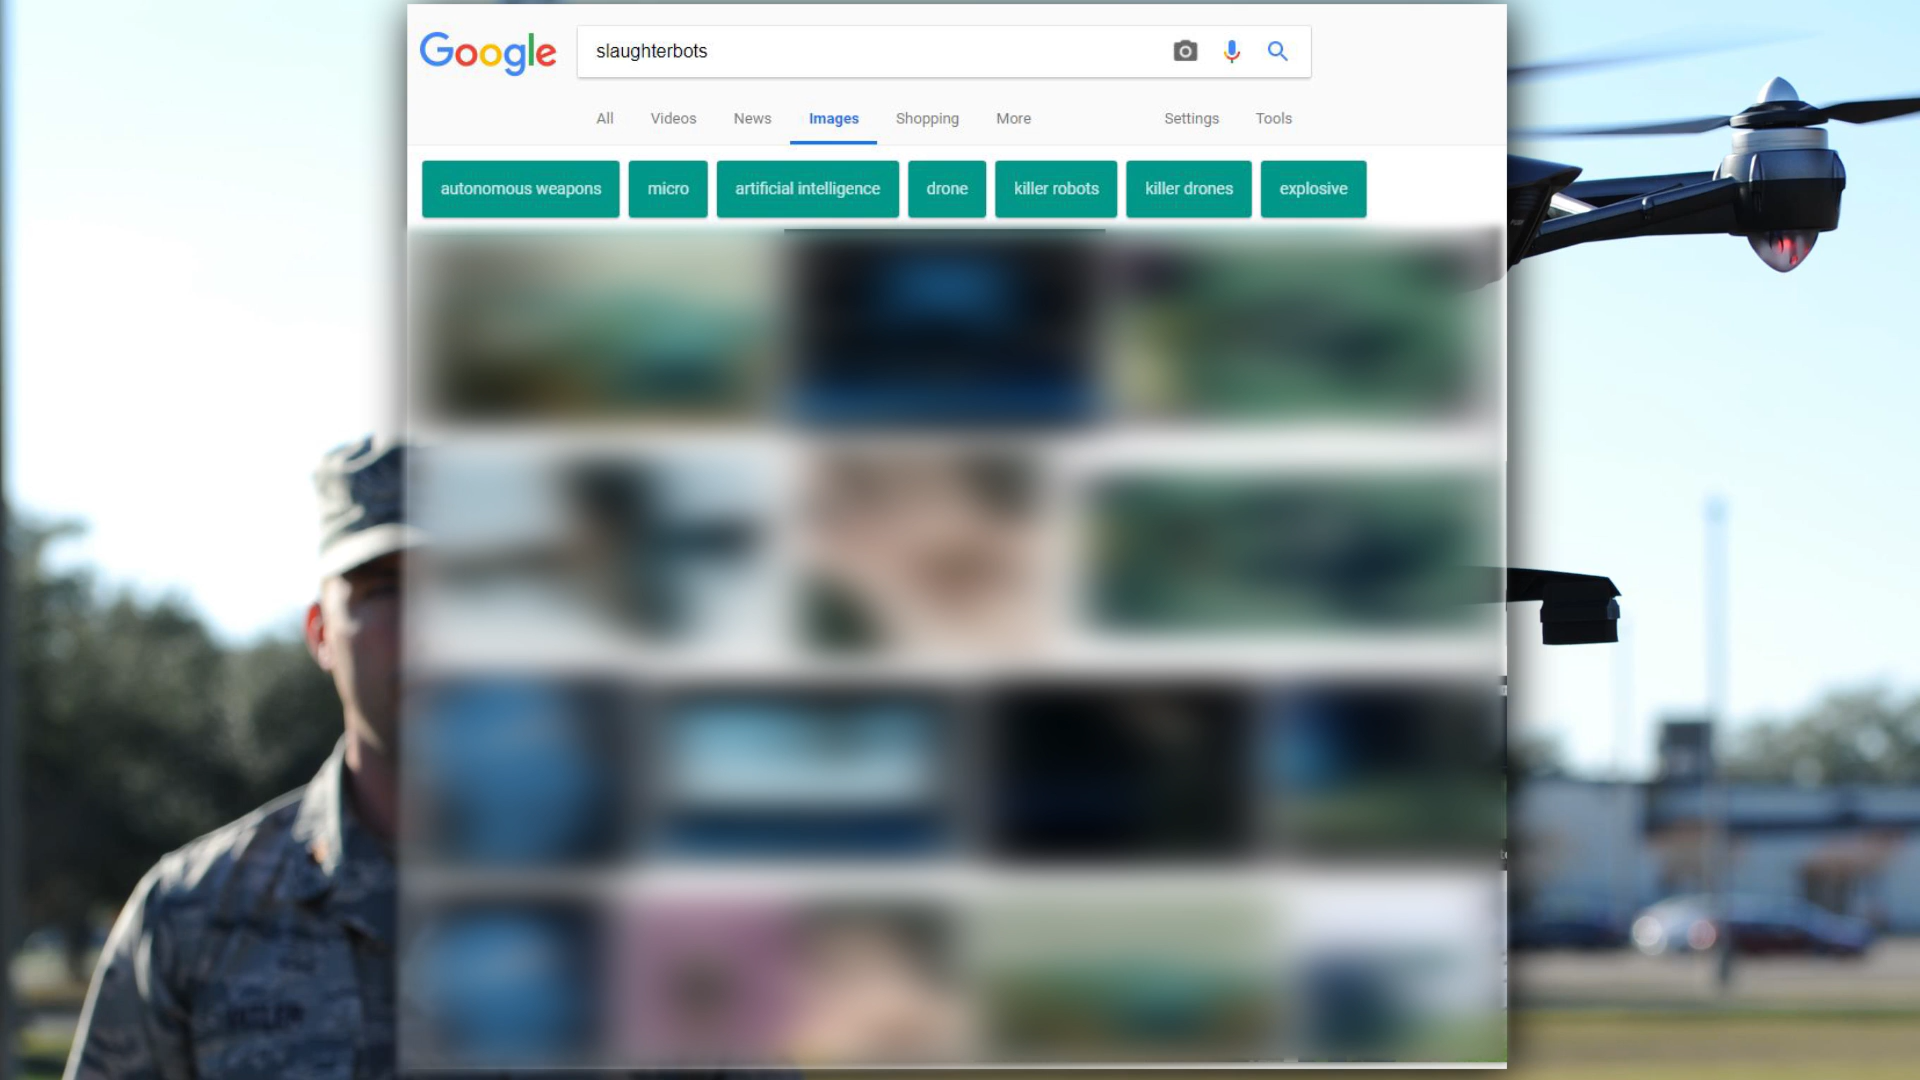 Google
slaughterbots
All Videos News Images Shopping More Settings Tools
autonomous weapons micro artificial intelligence drone killer robots killer drones explosive